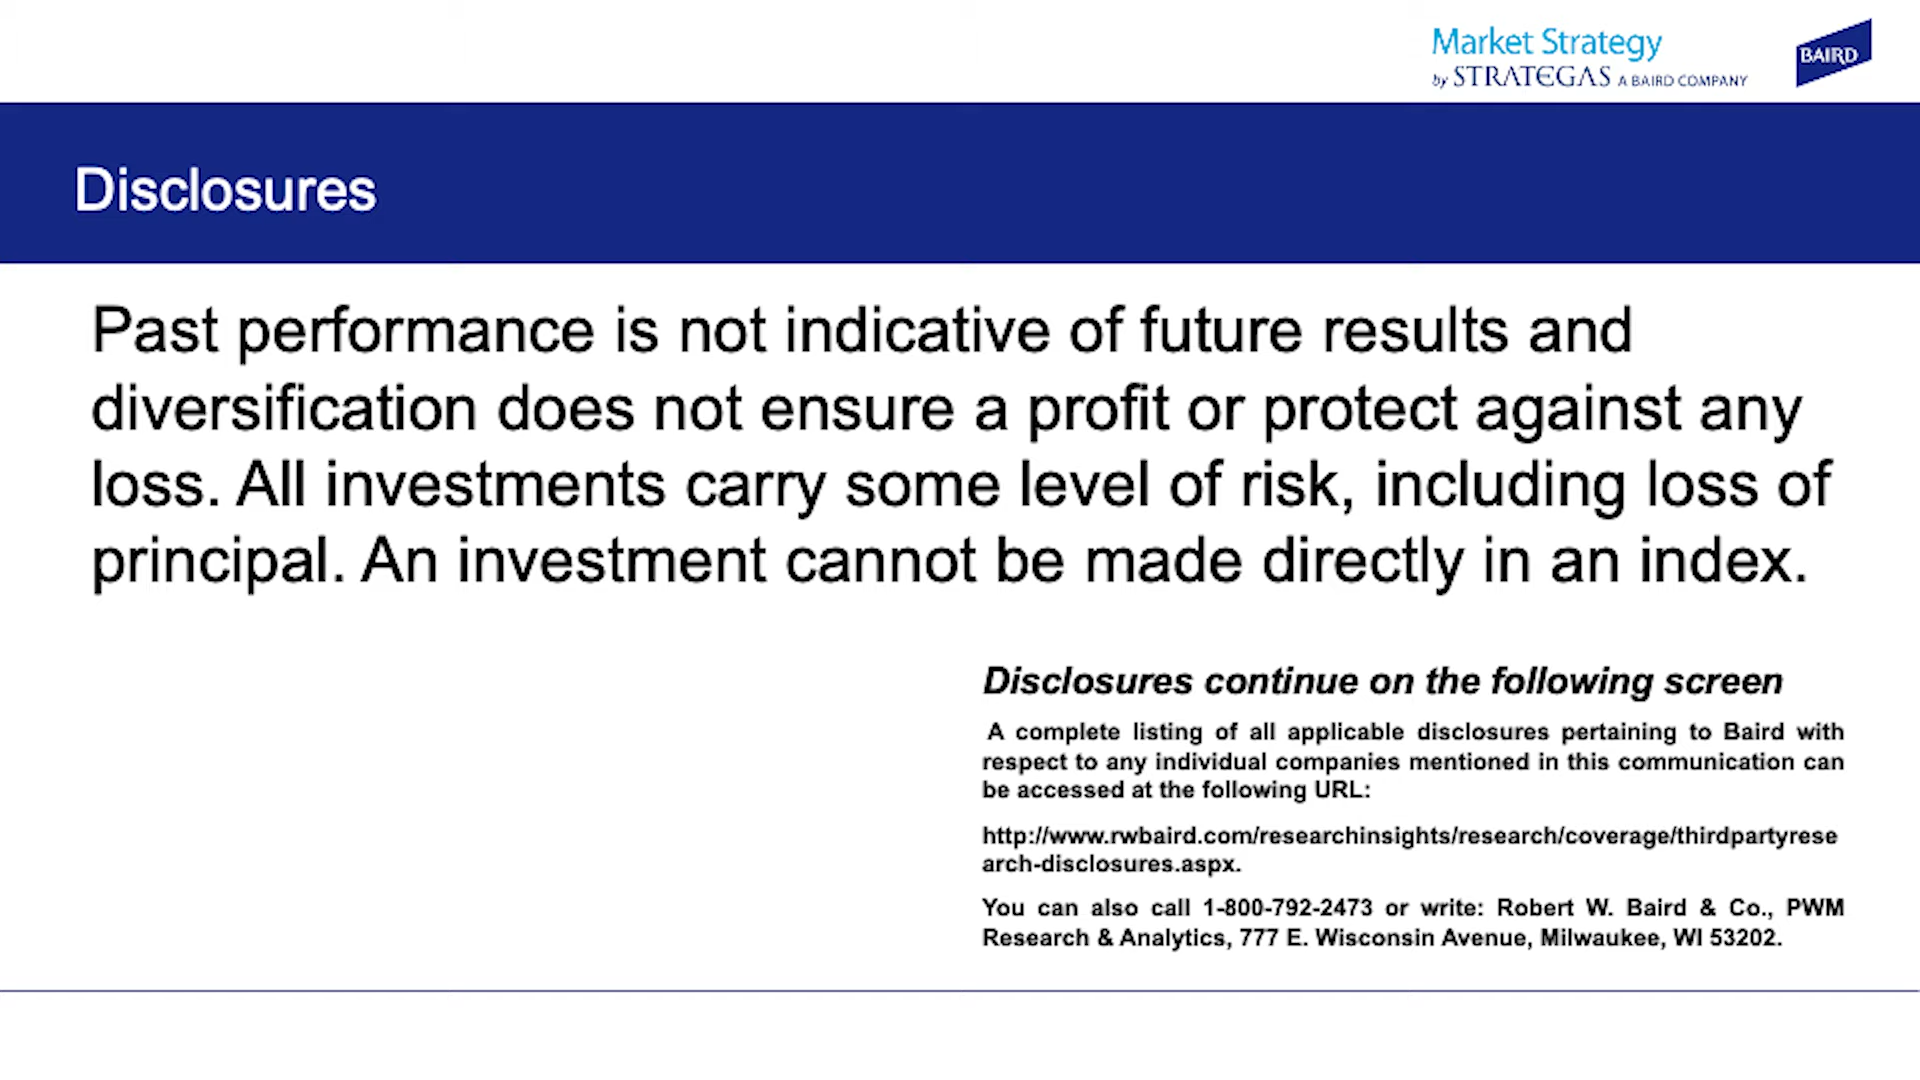 Market Strategy
by STRATEGAS A BAIRD COMPANY
BAIRD
Disclosures
Past performance is not indicative of future results and
diversification does not ensure a profit or protect against any
loss. All investments carry some level of risk, including loss of
principal. An investment cannot be made directly in an index.
Disclosures continue on the following screen
A complete listing of all applicable disclosures pertaining to Baird with
respect to any individual companies mentioned in this communication can
be accessed at the following URL:
http://www.rwbaird.com/researchinsights/research/coverage/thirdpartyrese
arch-disclosures.aspx.
You can also call 1-800-792-2473 or write: Robert W. Baird & Co., PWM
Research & Analytics, 777 E. Wisconsin Avenue, Milwaukee, WI 53202.